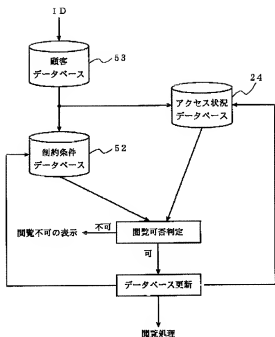 ID
顧客
データベース
53
24
アクセス状況
データベース
制約条件
データベース
52
不可
閲覧不可の表示
閲覧可否判定
可
データベース更新
閲覧処理